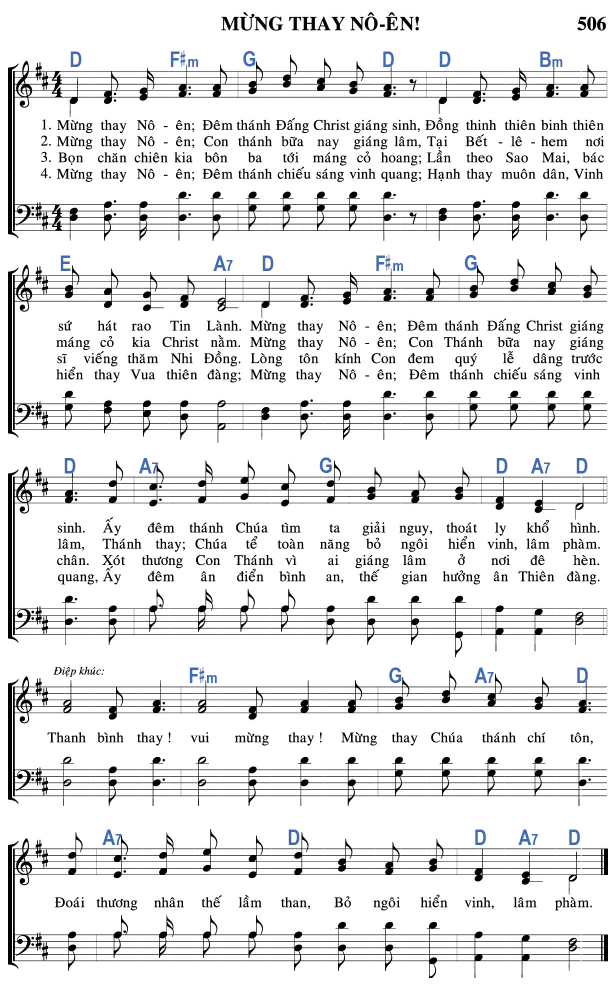 MỪNG THAY NÔ-ÊN! 506
D F♯m G D D Bm
1. Mừng thay Nô - ên; Đêm thánh Đấng Christ giáng sinh, Đồng thinh thiên binh thiên
2. Mừng thay Nô - ên; Con thánh bữa nay giáng lâm, Tại Bết - lê - hem nơi
3. Bọn chăn chiên kia bôn ba tới máng cỏ hoang; Lần theo Sao Mai, bác
4. Mừng thay Nô - ên; Đêm thánh chiếu sáng vinh quang; Hạnh thay muôn dân, Vinh
E A7 D F♯m G
sứ hát rao Tin Lành. Mừng thay Nô - ên; Đêm thánh Đấng Christ giáng
máng cỏ kia Christ nằm. Mừng thay Nô - ên; Con Thánh bữa nay giáng
sĩ viếng thăm Nhi Đồng. Lòng tôn kính Con đem quý lễ dâng trước
hiển thay Vua thiên đàng; Mừng thay Nô - ên; Đêm thánh chiếu sáng vinh
D A7 G D A7 D
sinh. Ấy đêm thánh Chúa tìm ta giải nguy, thoát ly khổ hình.
lâm, Thánh thay; Chúa tể toàn năng bỏ ngôi hiển vinh, lâm phàm.
chân. Xót thương Con Thánh vì ai giáng lâm ở nơi đê hèn.
quang, Ấy đêm ân điển bình an, thế gian hưởng ân Thiên đàng.
Điệp khúc:
F♯m G A7 D
Thanh bình thay ! vui mừng thay ! Mừng thay Chúa thánh chí tôn,
A7 D D A7 D
Đoái thương nhân thế lầm than, Bỏ ngôi hiển vinh, lâm phàm.